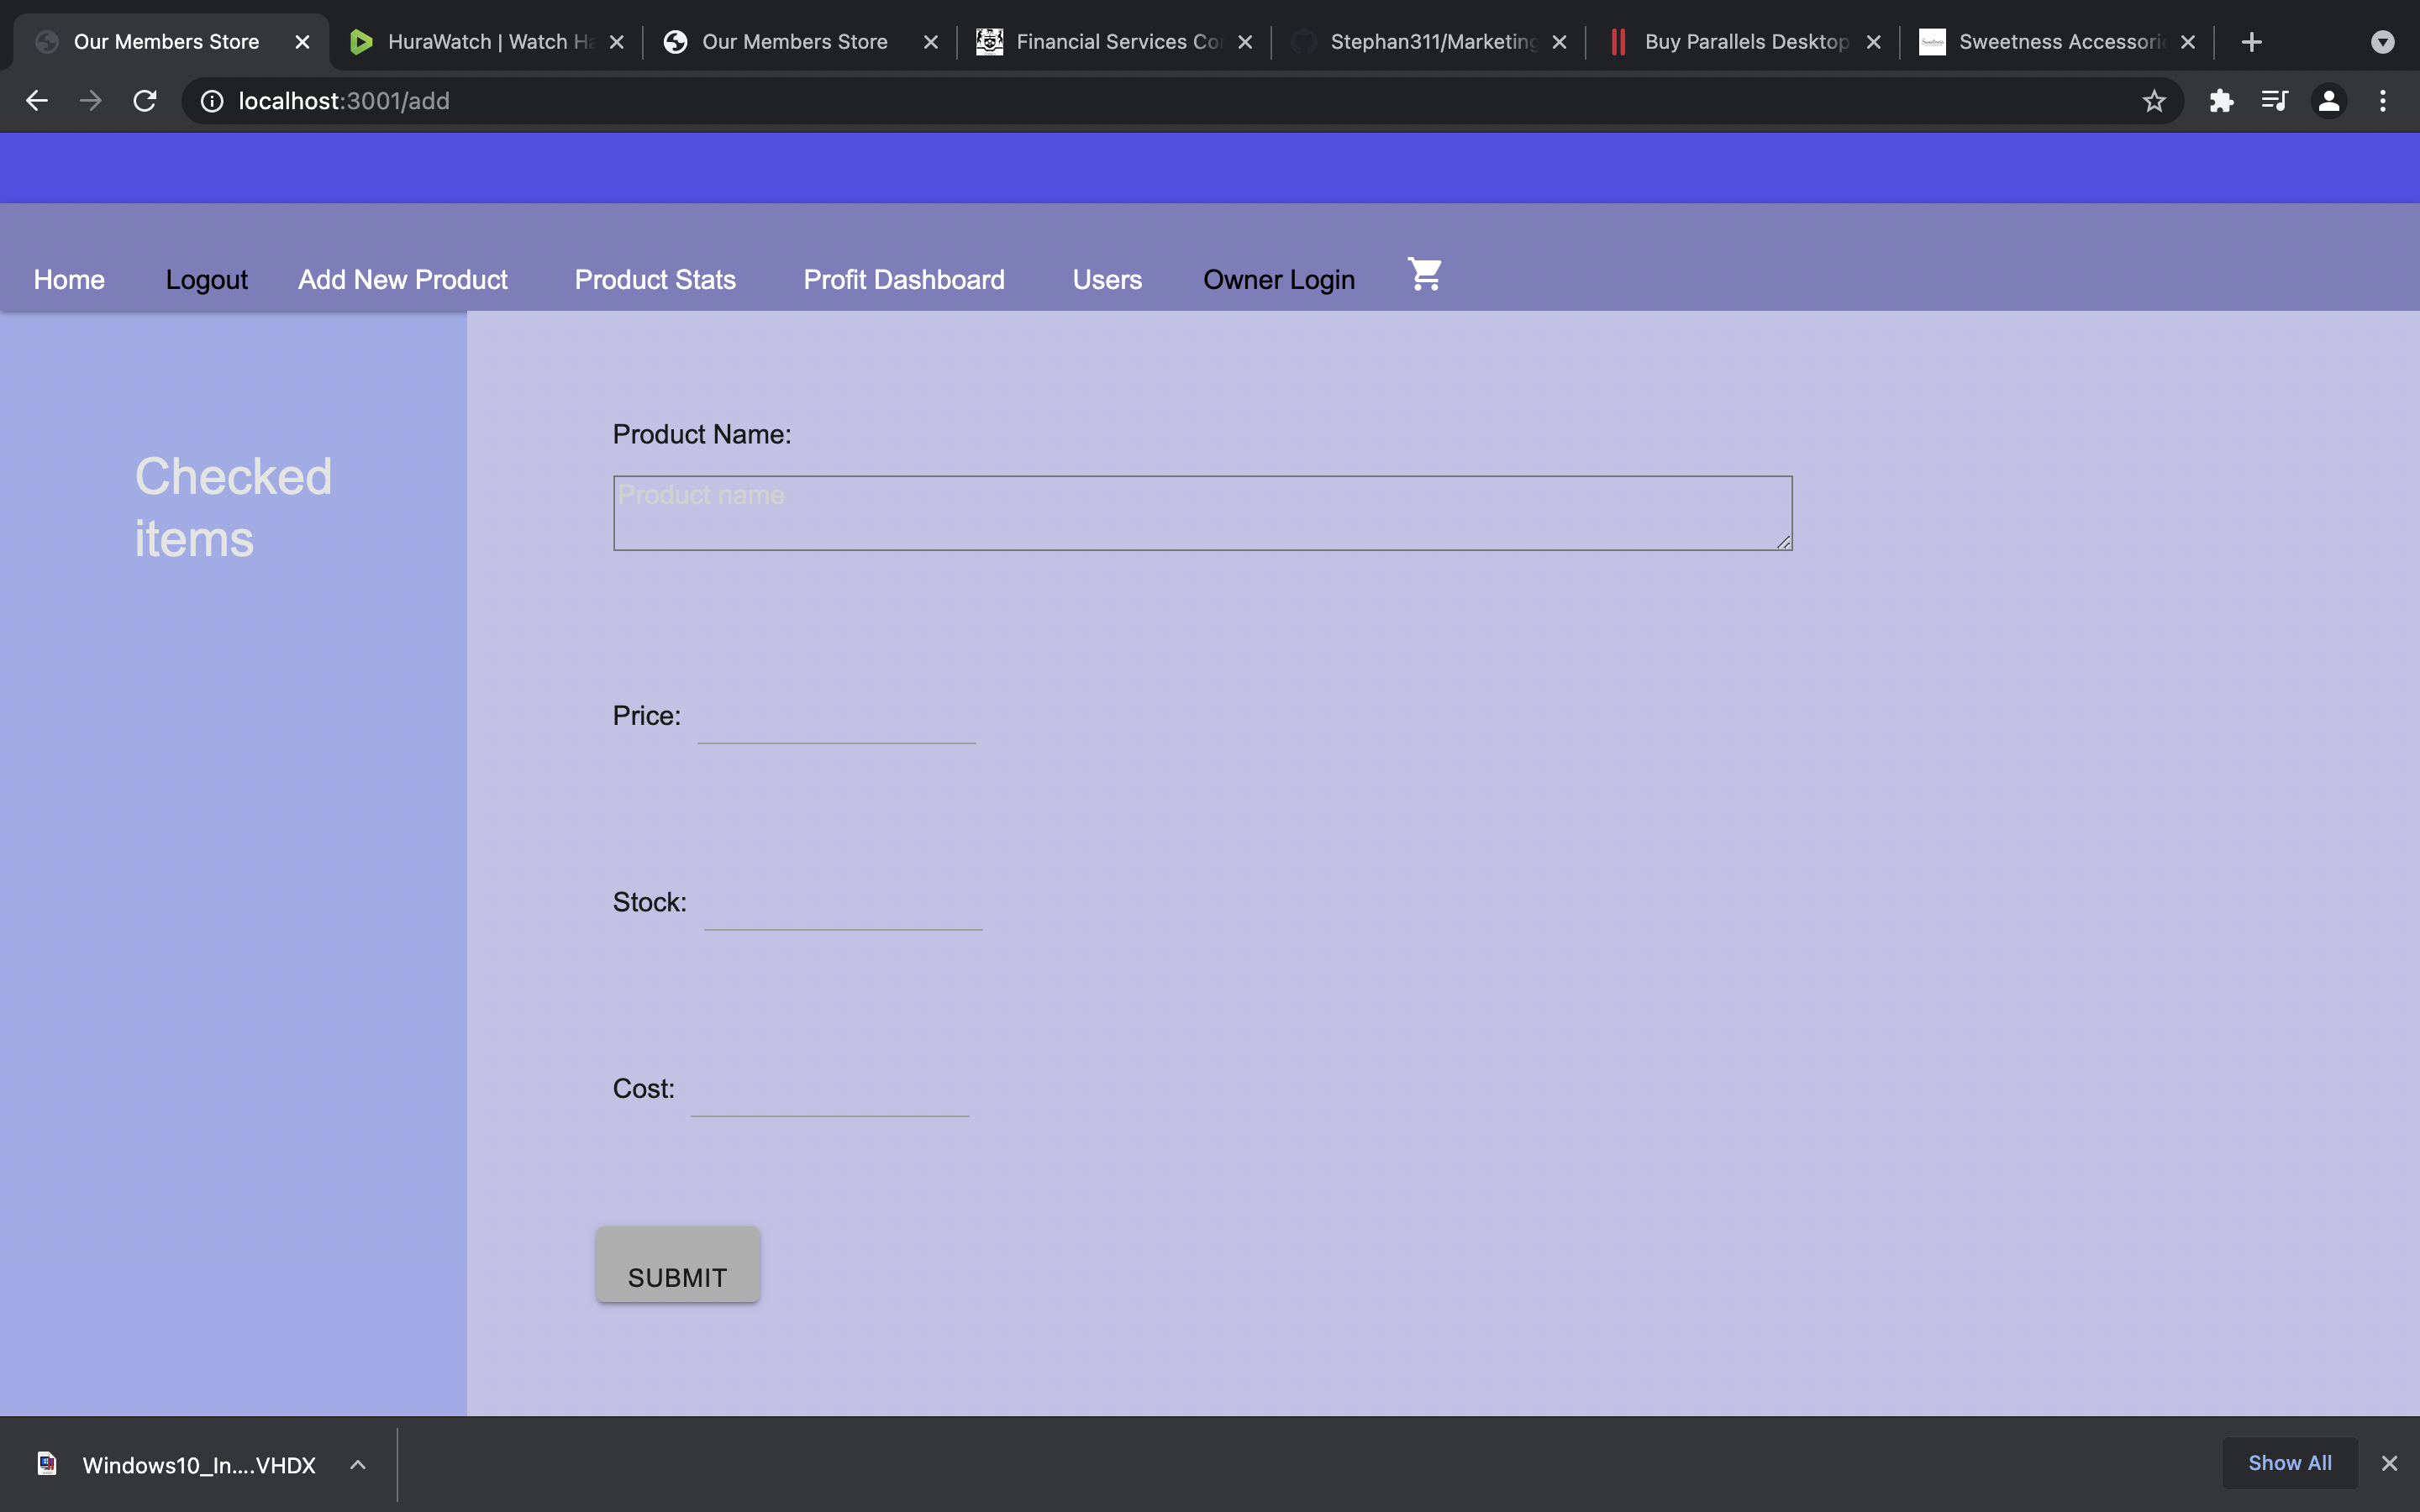 Our Members Store
HuraWatch | Watch Ha
Our Members Store
Financial Services Co
Stephan311/Marketing
Buy Parallels Desktop
Sweetness Accessorie
localhost:3001/add
Home Logout Add New Product Product Stats Profit Dashboard Users Owner Login
Checked
items
Product Name:
Product name
Price:
Stock:
Cost:
SUBMIT
Windows10_In....VHDX
Show All